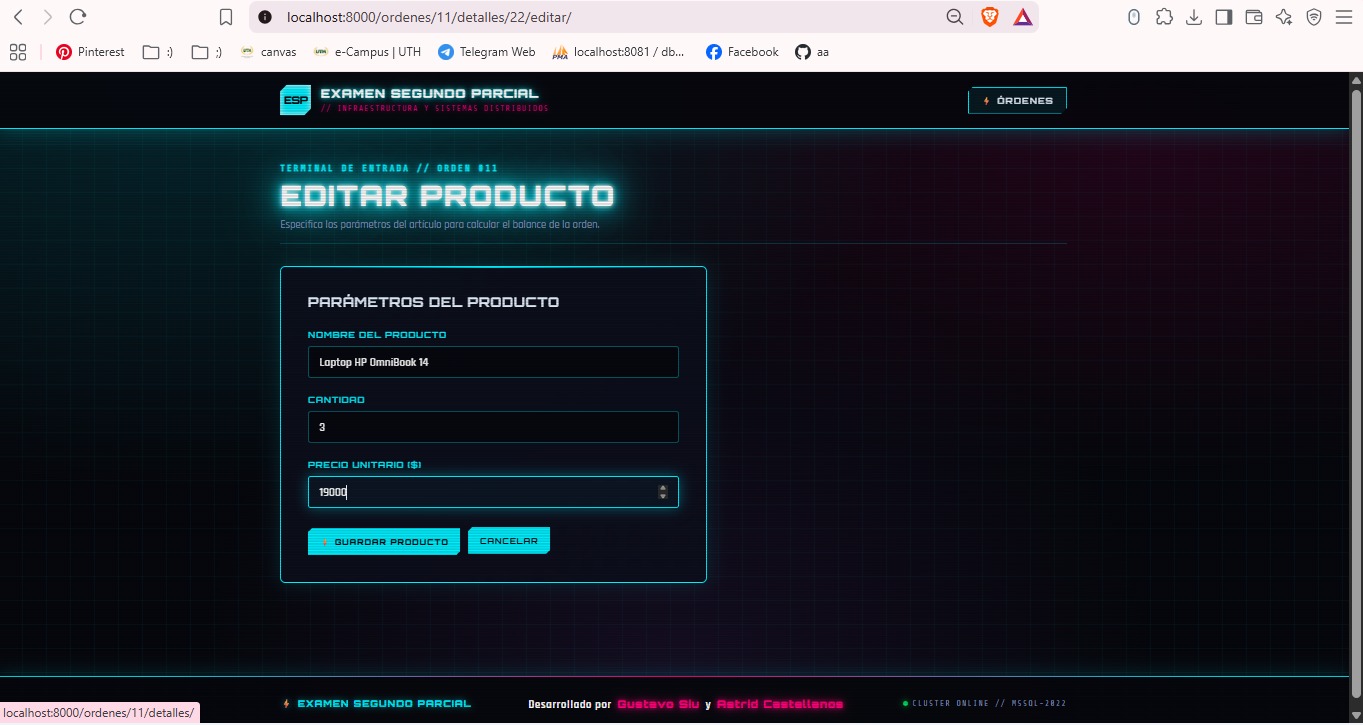 localhost:8000/ordenes/11/detalles/22/editar/
Pinterest :) ;) canvas e-Campus | UTH Telegram Web localhost:8081 / db... Facebook aa
ESP EXAMEN SEGUNDO PARCIAL
// INFRAESTRUCTURA Y SISTEMAS DISTRIBUIDOS
ÓRDENES
TERMINAL DE ENTRADA // ORDEN #11
EDITAR PRODUCTO
Especifica los parámetros del artículo para calcular el balance de la orden.
PARÁMETROS DEL PRODUCTO
NOMBRE DEL PRODUCTO
Laptop HP OmniBook 14
CANTIDAD
3
PRECIO UNITARIO ($)
19000
GUARDAR PRODUCTO CANCELAR
EXAMEN SEGUNDO PARCIAL Desarrollado por Gustavo Siu y Astrid Castellanos CLUSTER ONLINE // MSSQL-2022
localhost:8000/ordenes/11/detalles/